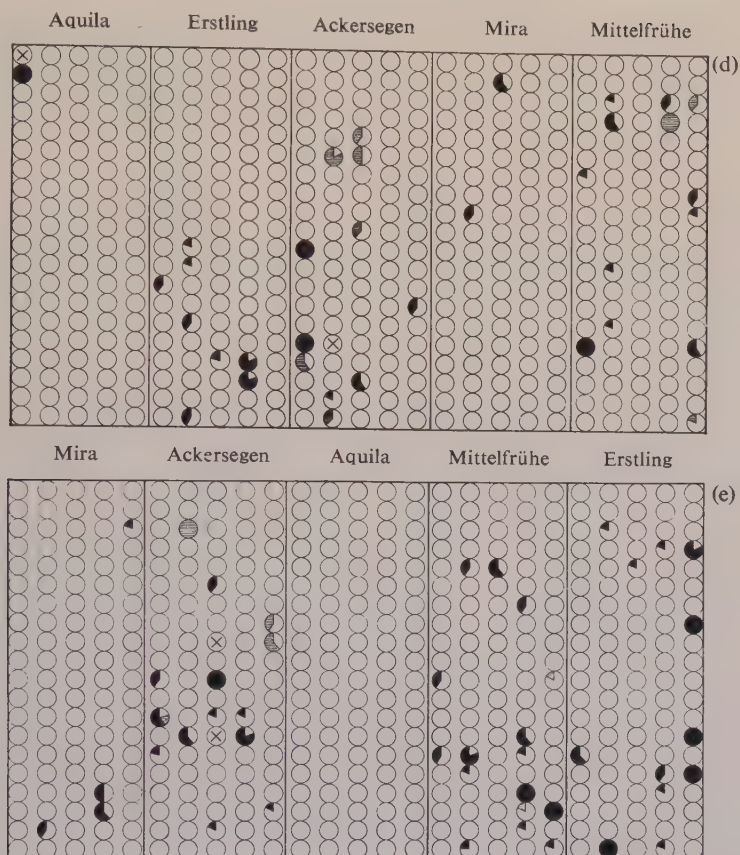 Aquila Erstling Ackersegen Mira Mittelfrühe
(d)
Mira Ackersegen Aquila Mittelfrühe Erstling
(e)